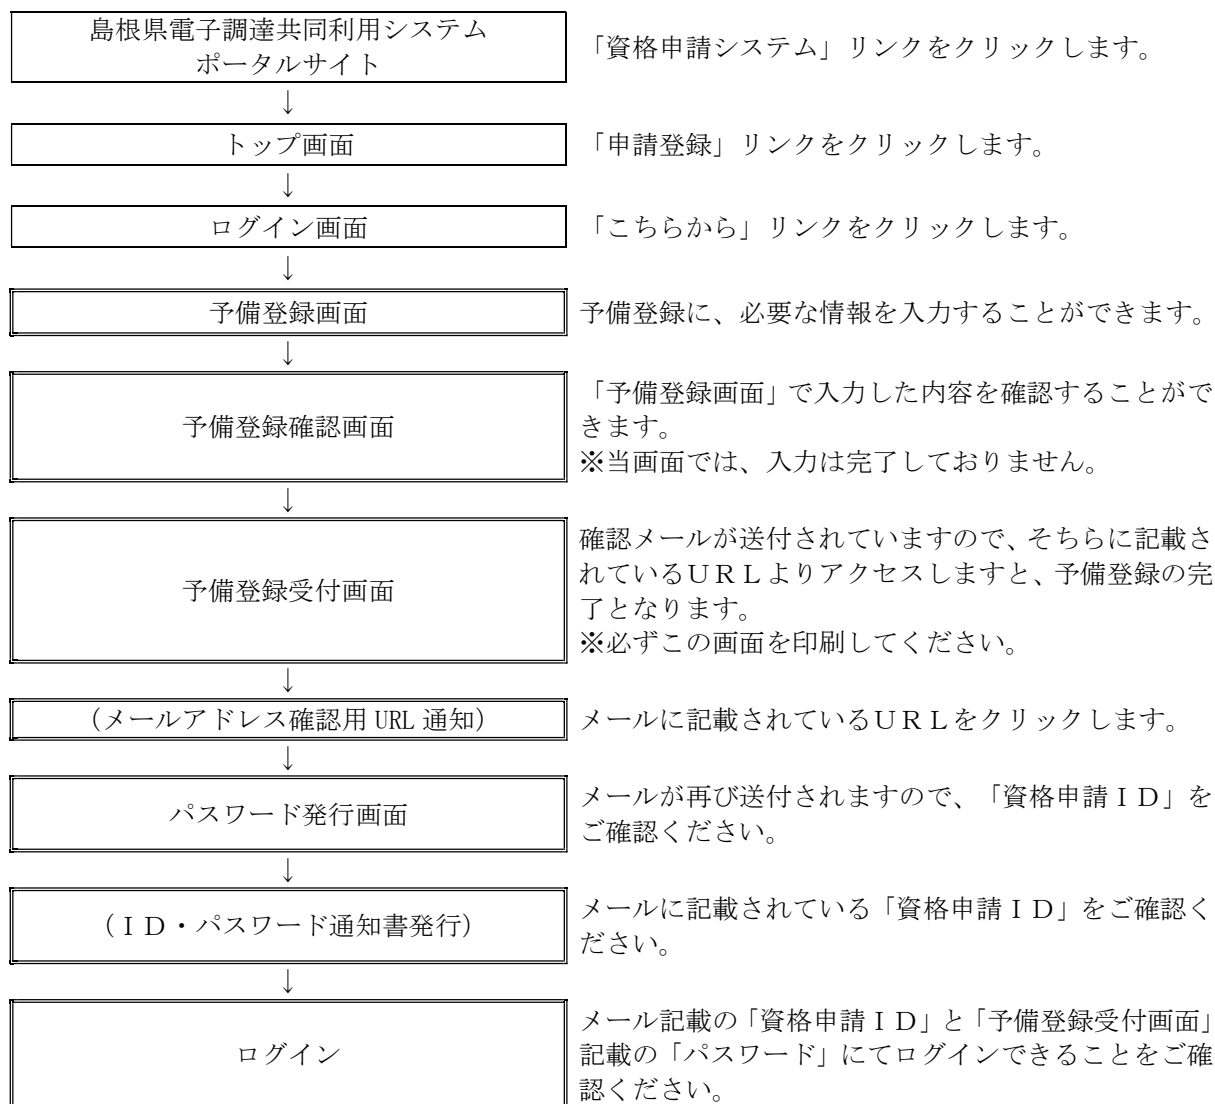 島根県電子調達共同利用システム
ポータルサイト
「資格申請システム」リンクをクリックします。
↓
トップ画面
「申請登録」リンクをクリックします。
↓
ログイン画面
「こちらから」リンクをクリックします。
↓
予備登録画面
予備登録に、必要な情報を入力することができます。
↓
予備登録確認画面
「予備登録画面」で入力した内容を確認することがで
きます。
※当画面では、入力は完了しておりません。
↓
予備登録受付画面
確認メールが送付されていますので、そちらに記載さ
れているＵＲＬよりアクセスしますと、予備登録の完
了となります。
※必ずこの画面を印刷してください。
↓
（メールアドレス確認用 URL 通知）
メールに記載されているＵＲＬをクリックします。
↓
パスワード発行画面
メールが再び送付されますので、「資格申請ＩＤ」を
ご確認ください。
↓
（ＩＤ・パスワード通知書発行）
メールに記載されている「資格申請ＩＤ」をご確認く
ださい。
↓
ログイン
メール記載の「資格申請ＩＤ」と「予備登録受付画面」
記載の「パスワード」にてログインできることをご確
認ください。